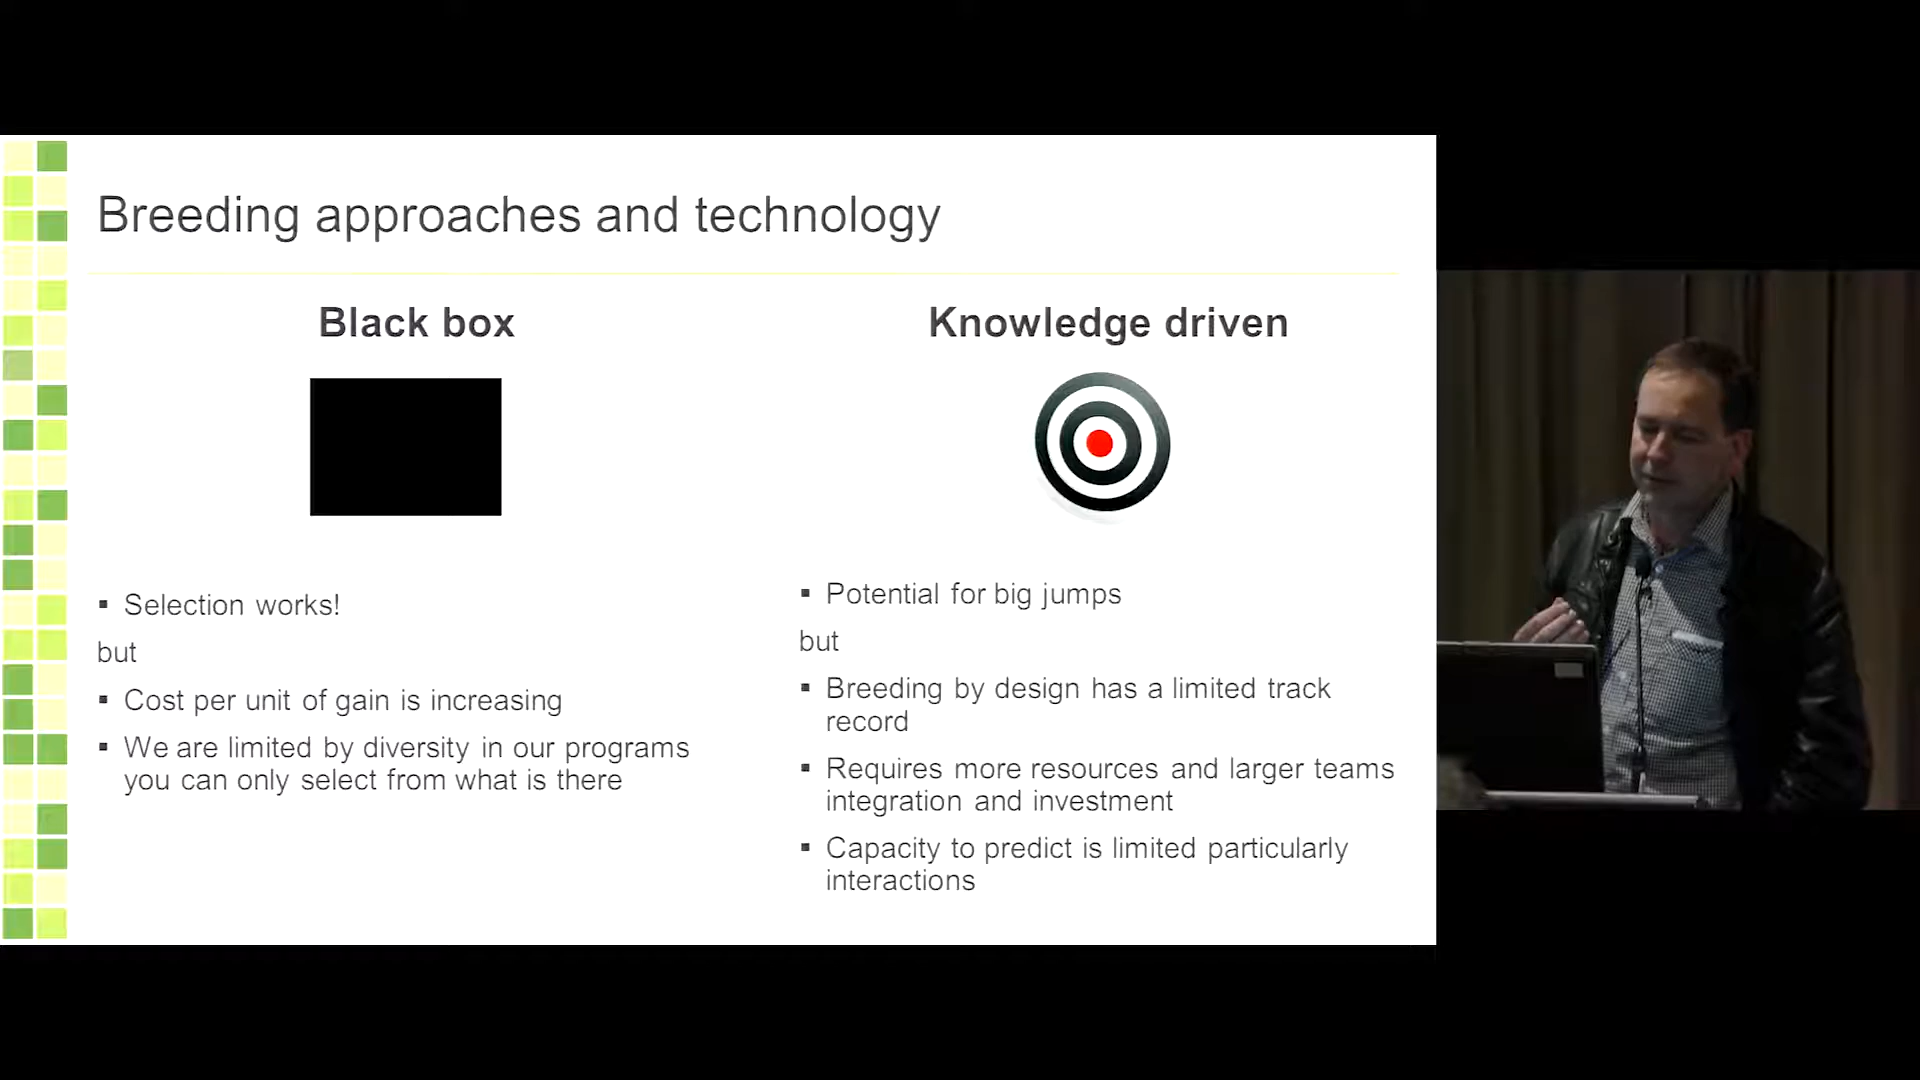 Breeding approaches and technology
Black box
▪ Selection works!
but
▪ Cost per unit of gain is increasing
▪ We are limited by diversity in our programs
you can only select from what is there
Knowledge driven
▪ Potential for big jumps
but
▪ Breeding by design has a limited track
record
▪ Requires more resources and larger teams
integration and investment
▪ Capacity to predict is limited particularly
interactions